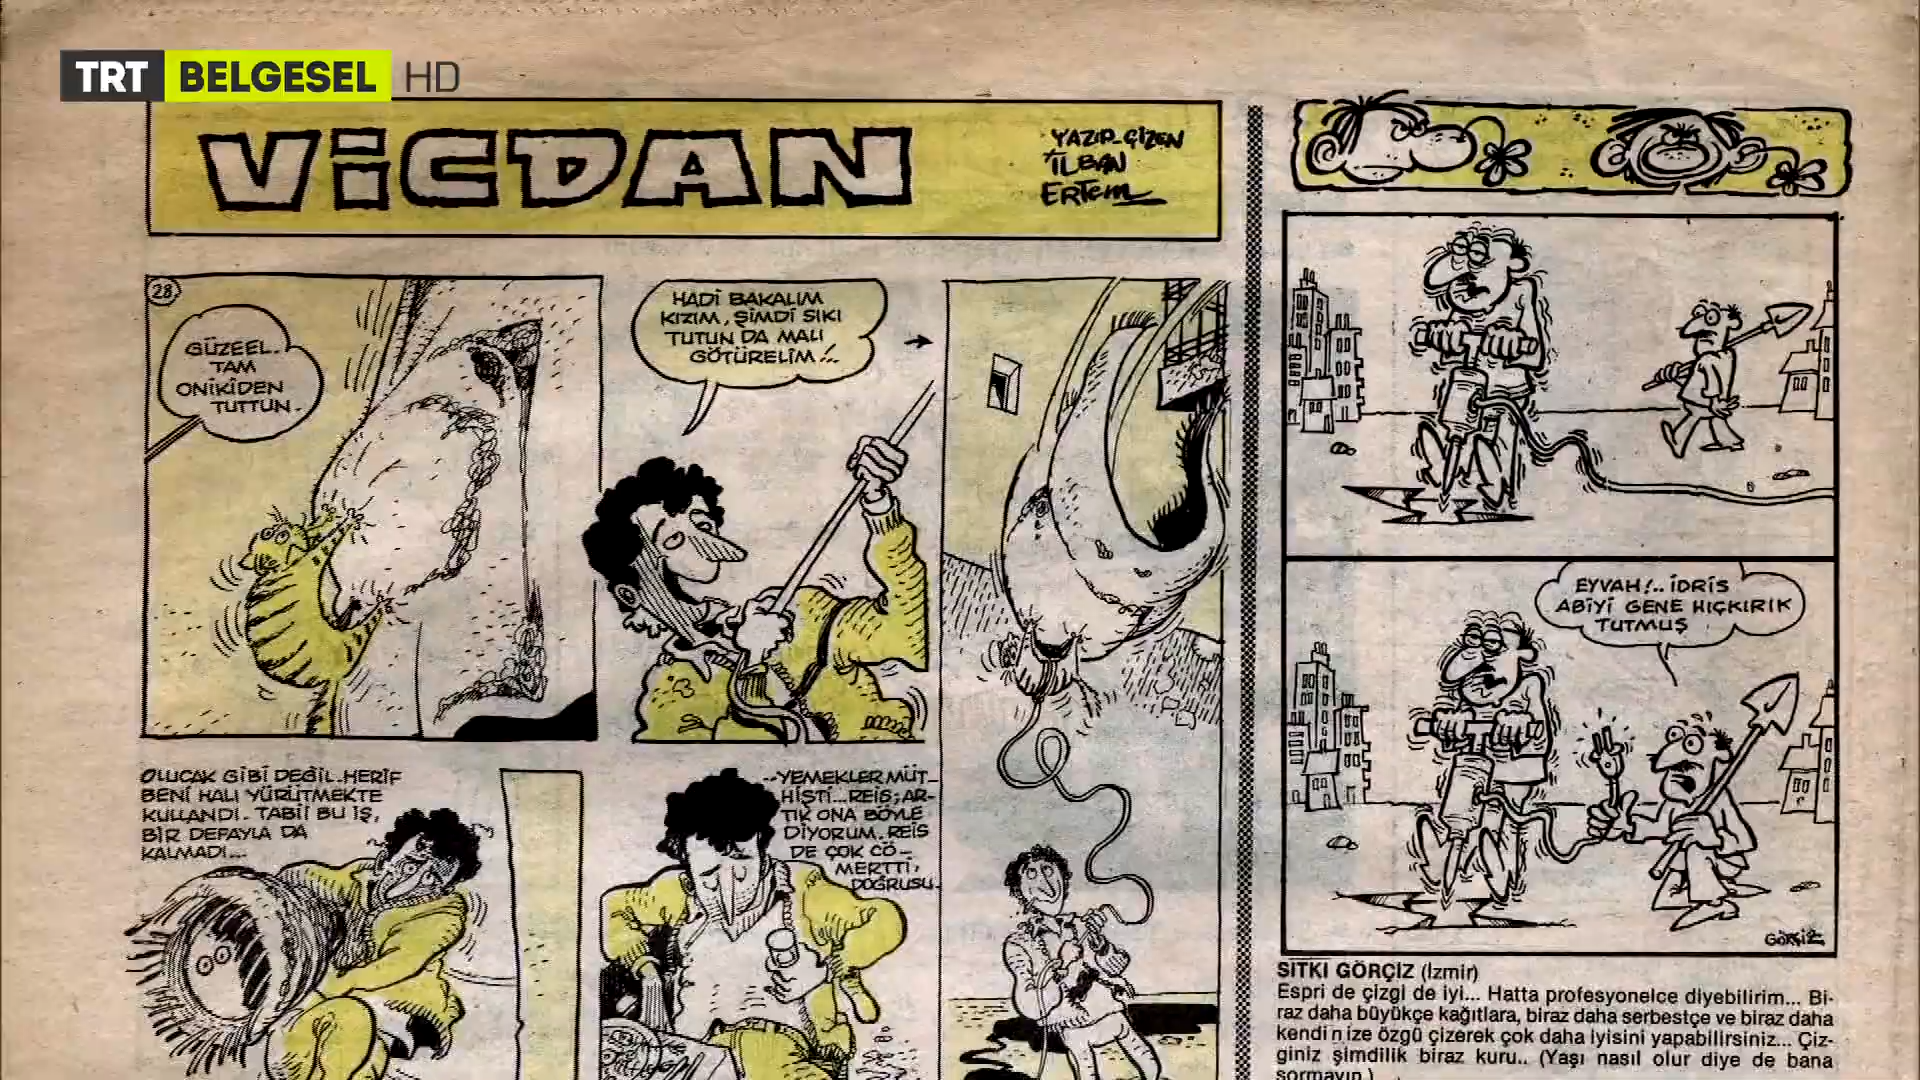 TRT BELGESEL HD
VİCDAN
YAZIP-ÇİZEN
İLBAN
ERTEM
28
GÜZEEL..
TAM
ONİKİDEN
TUTTUN.
HADİ BAKALIM
KIZIM, ŞİMDİ SIKI
TUTUN DA MALI
GÖTÜRELİM!..
OLUCAK GİBİ DEĞİL.HERİF
BENİ HALI YÜRÜTMEKTE
KULLANDI. TABİİ BU İŞ,
BİR DEFAYLA DA
KALMADI...
..YEMEKLER MÜT-
HİŞTİ...REİS; AR-
TIK ONA BÖYLE
DİYORUM. REİS
DE ÇOK CÖ-
MERTTİ,
DOĞRUSU.
EYVAH!.. İDRİS
ABİYİ GENE HIÇKIRIK
TUTMUŞ
GÖRÇİZ
SITKI GÖRÇİZ (İzmir)
Espri de çizgi de iyi... Hatta profesyonelce diyebilirim... Bi-
raz daha büyükçe kağıtlara, biraz daha serbestçe ve biraz daha
kendinize özgü çizerek çok daha iyisini yapabilirsiniz... Çiz-
giniz şimdilik biraz kuru.. (Yaşı nasıl olur diye de bana
sormayın.)